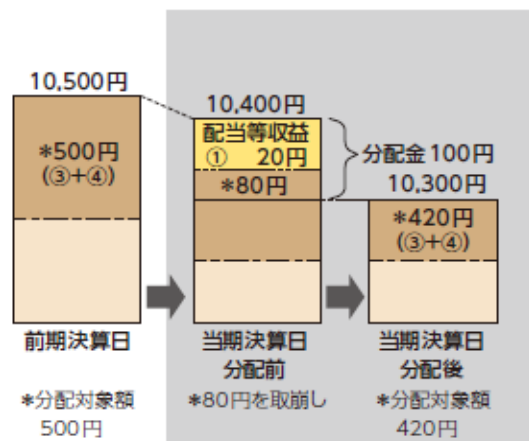 10,500円
*500円
(③+④)
前期決算日
*分配対象額
500円
10,400円
配当等収益
① 20円
*80円
分配金100円
当期決算日
分配前
*80円を取崩し
10,300円
*420円
(③+④)
当期決算日
分配後
*分配対象額
420円